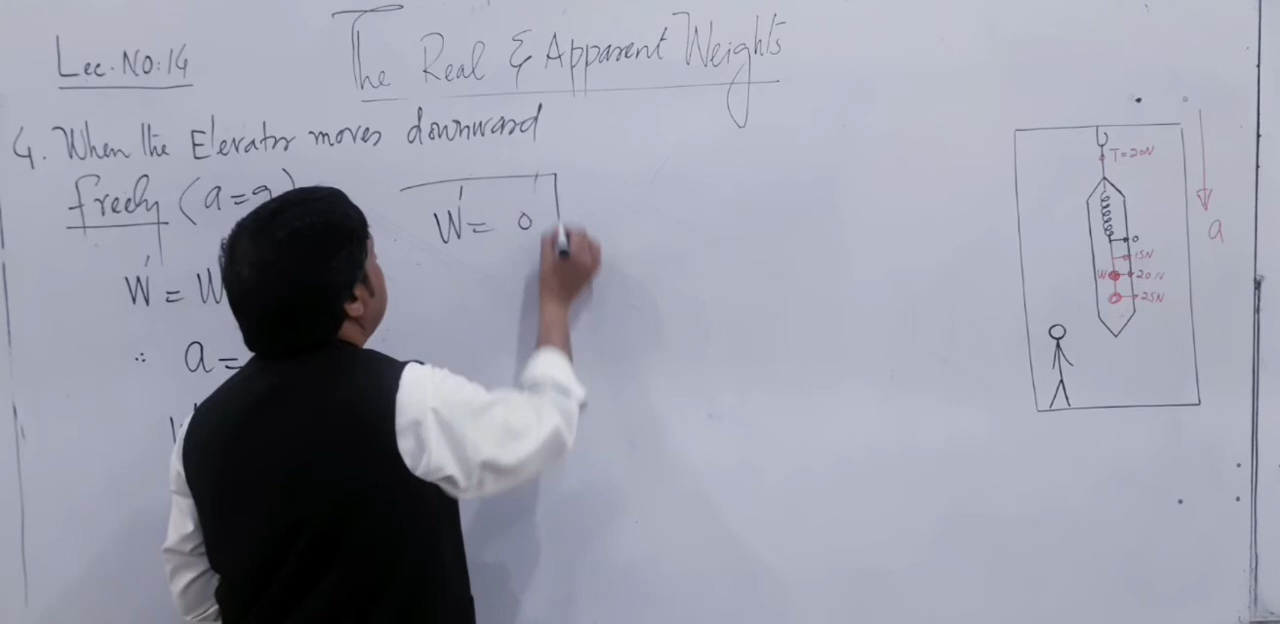 Lec. No: 14
The Real & Apparent Weights
4. When the Elevator moves downward
freely (a = g)
W' = 0
W' = W
∵ a =
T = 20N
a
0
15N
W 20N
25N